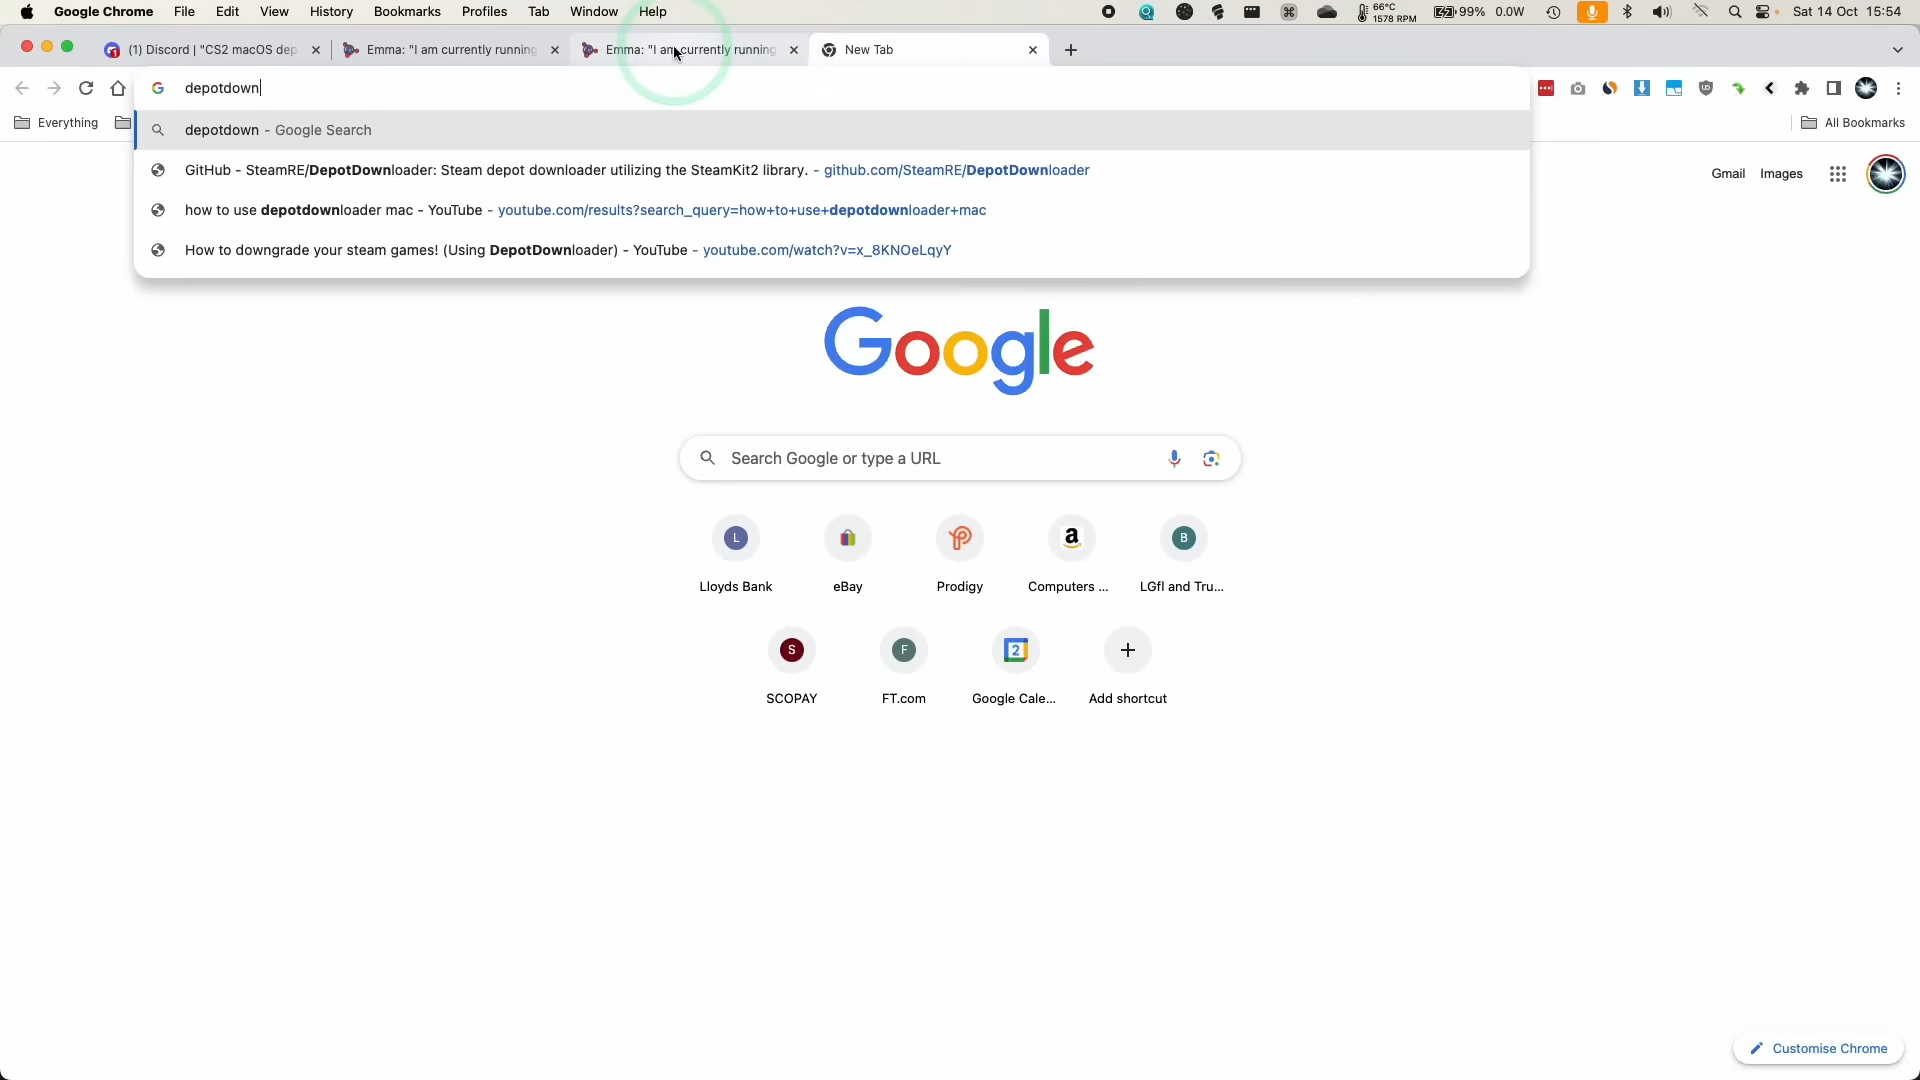 Google Chrome File Edit View History Bookmarks Profiles Tab Window Help 66°C 1578 RPM 99% 0.0W Sat 14 Oct 15:54
(1) Discord | "CS2 macOS dep Emma: "I am currently running Emma: "I am currently running New Tab
depotdown
Everything All Bookmarks
depotdown - Google Search
GitHub - SteamRE/DepotDownloader: Steam depot downloader utilizing the SteamKit2 library. - github.com/SteamRE/DepotDownloader
how to use depotdownloader mac - YouTube - youtube.com/results?search_query=how+to+use+depotdownloader+mac
How to downgrade your steam games! (Using DepotDownloader) - YouTube - youtube.com/watch?v=x_8KNOeLqyY
Gmail Images
Google
Search Google or type a URL
L a B
Lloyds Bank eBay Prodigy Computers ... LGfl and Tru...
S F 2
SCOPAY FT.com Google Cale... Add shortcut
Customise Chrome